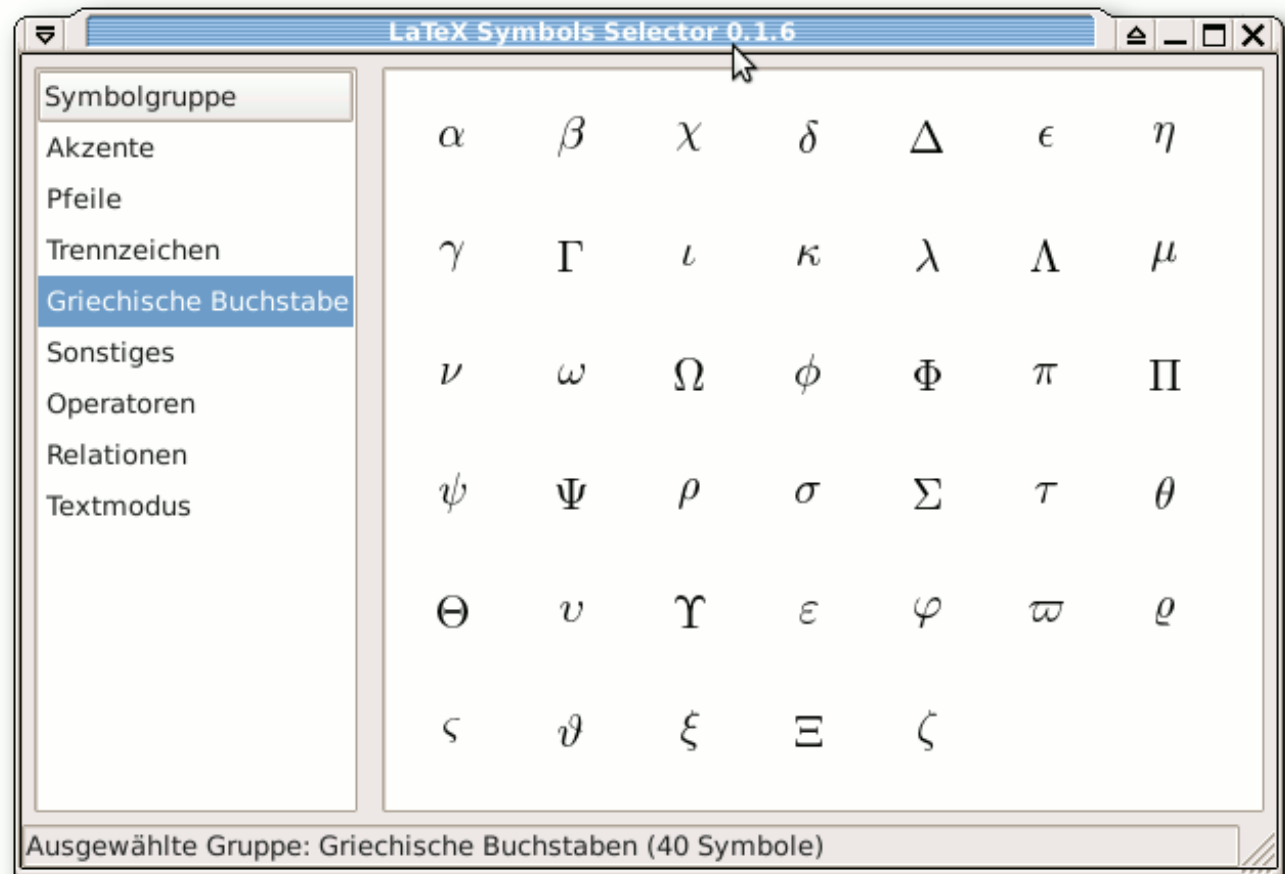 LaTeX Symbols Selector 0.1.6
Symbolgruppe
Akzente
Pfeile
Trennzeichen
Griechische Buchstabe
Sonstiges
Operatoren
Relationen
Textmodus
α β χ δ Δ ϵ η
γ Γ ι κ λ Λ μ
ν ω Ω ϕ Φ π Π
ψ Ψ ρ σ Σ τ θ
Θ υ Υ ε φ ϖ ϱ
ς ϑ ξ Ξ ζ
Ausgewählte Gruppe: Griechische Buchstaben (40 Symbole)